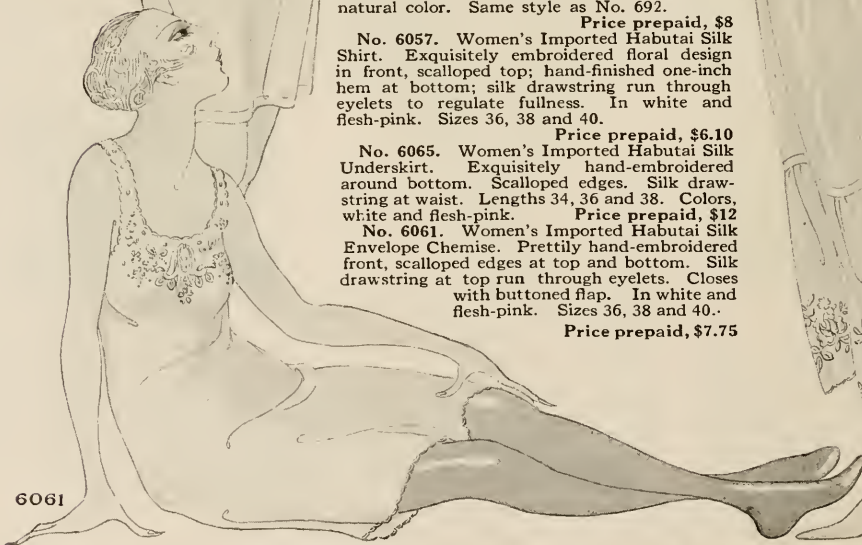 natural color. Same style as No. 692.
Price prepaid, $8
No. 6057. Women's Imported Habutai Silk
Shirt. Exquisitely embroidered floral design
in front, scalloped top; hand-finished one-inch
hem at bottom; silk drawstring run through
eyelets to regulate fullness. In white and
flesh-pink. Sizes 36, 38 and 40.
Price prepaid, $6.10
No. 6065. Women's Imported Habutai Silk
Underskirt. Exquisitely hand-embroidered
around bottom. Scalloped edges. Silk draw-
string at waist. Lengths 34, 36 and 38. Colors,
white and flesh-pink. Price prepaid, $12
No. 6061. Women's Imported Habutai Silk
Envelope Chemise. Prettily hand-embroidered
front, scalloped edges at top and bottom. Silk
drawstring at top run through eyelets. Closes
with buttoned flap. In white and
flesh-pink. Sizes 36, 38 and 40.
Price prepaid, $7.75
6061